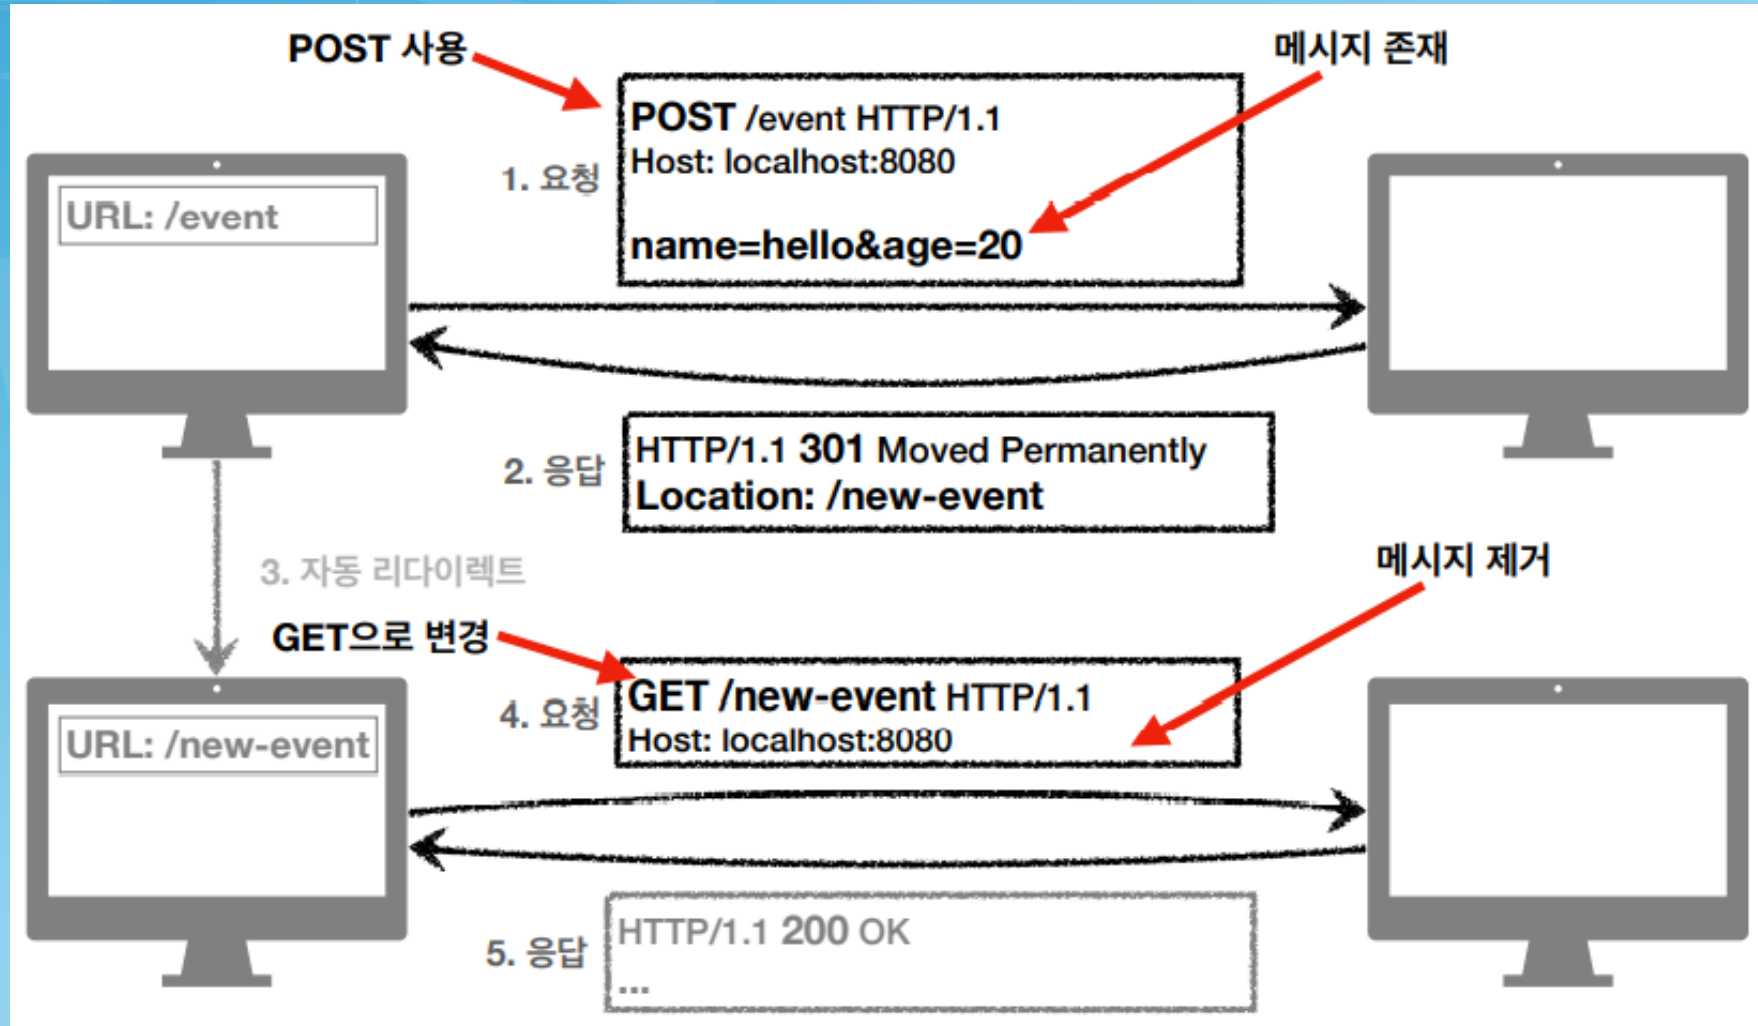 POST 사용
메시지 존재
POST /event HTTP/1.1
1. 요청
Host: localhost:8080
URL: /event
name=hello&age=20
2. 응답
HTTP/1.1 301 Moved Permanently
Location: /new-event
3. 자동 리다이렉트
메시지 제거
GET으로 변경
4. 요청
GET /new-event HTTP/1.1
Host: localhost:8080
URL: /new-event
5. 응답
HTTP/1.1 200 OK
...